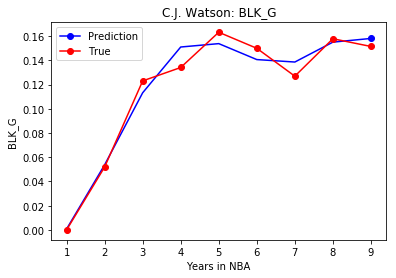 C.J. Watson: BLK_G
Prediction
True
BLK_G
0.16
0.14
0.12
0.10
0.08
0.06
0.04
0.02
0.00
1 2 3 4 5 6 7 8 9
Years in NBA